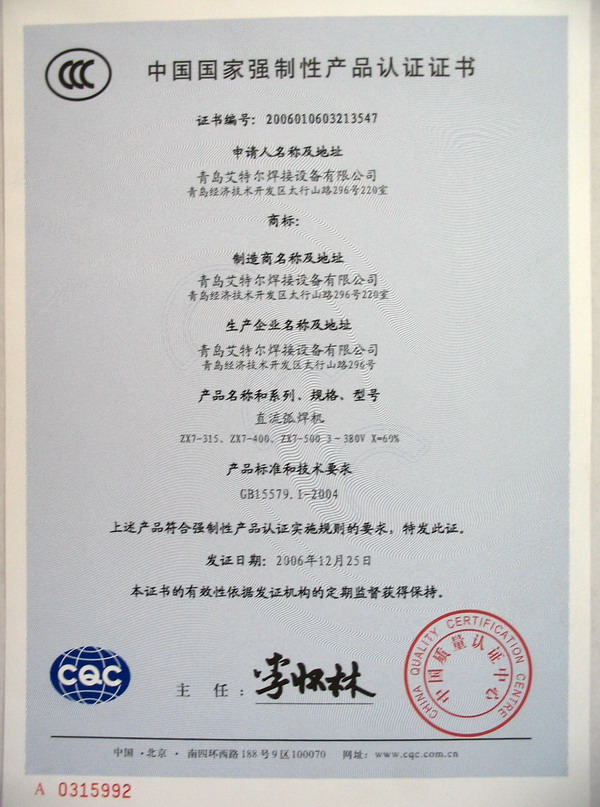 CCC
中国国家强制性产品认证证书
证书编号：2006010603213547
申请人名称及地址
青岛艾特尔焊接设备有限公司
青岛经济技术开发区太行山路296号220室
商标：
制造商名称及地址
青岛艾特尔焊接设备有限公司
青岛经济技术开发区太行山路296号220室
生产企业名称及地址
青岛艾特尔焊接设备有限公司
青岛经济技术开发区太行山路296号
产品名称和系列、规格、型号
直流弧焊机
ZX7-315、ZX7-400、ZX7-500 3～380V X=60%
产品标准和技术要求
GB15579.1-2004
上述产品符合强制性产品认证实施规则的要求，特发此证。
发证日期：2006年12月25日
本证书的有效性依据发证机构的定期监督获得保持。
CQC
主 任：李怀林
CHINA QUALITY CERTIFICATION CENTRE
中国质量认证中心
中国·北京·南四环西路188号9区100070 网址：www.cqc.com.cn
A 0315992